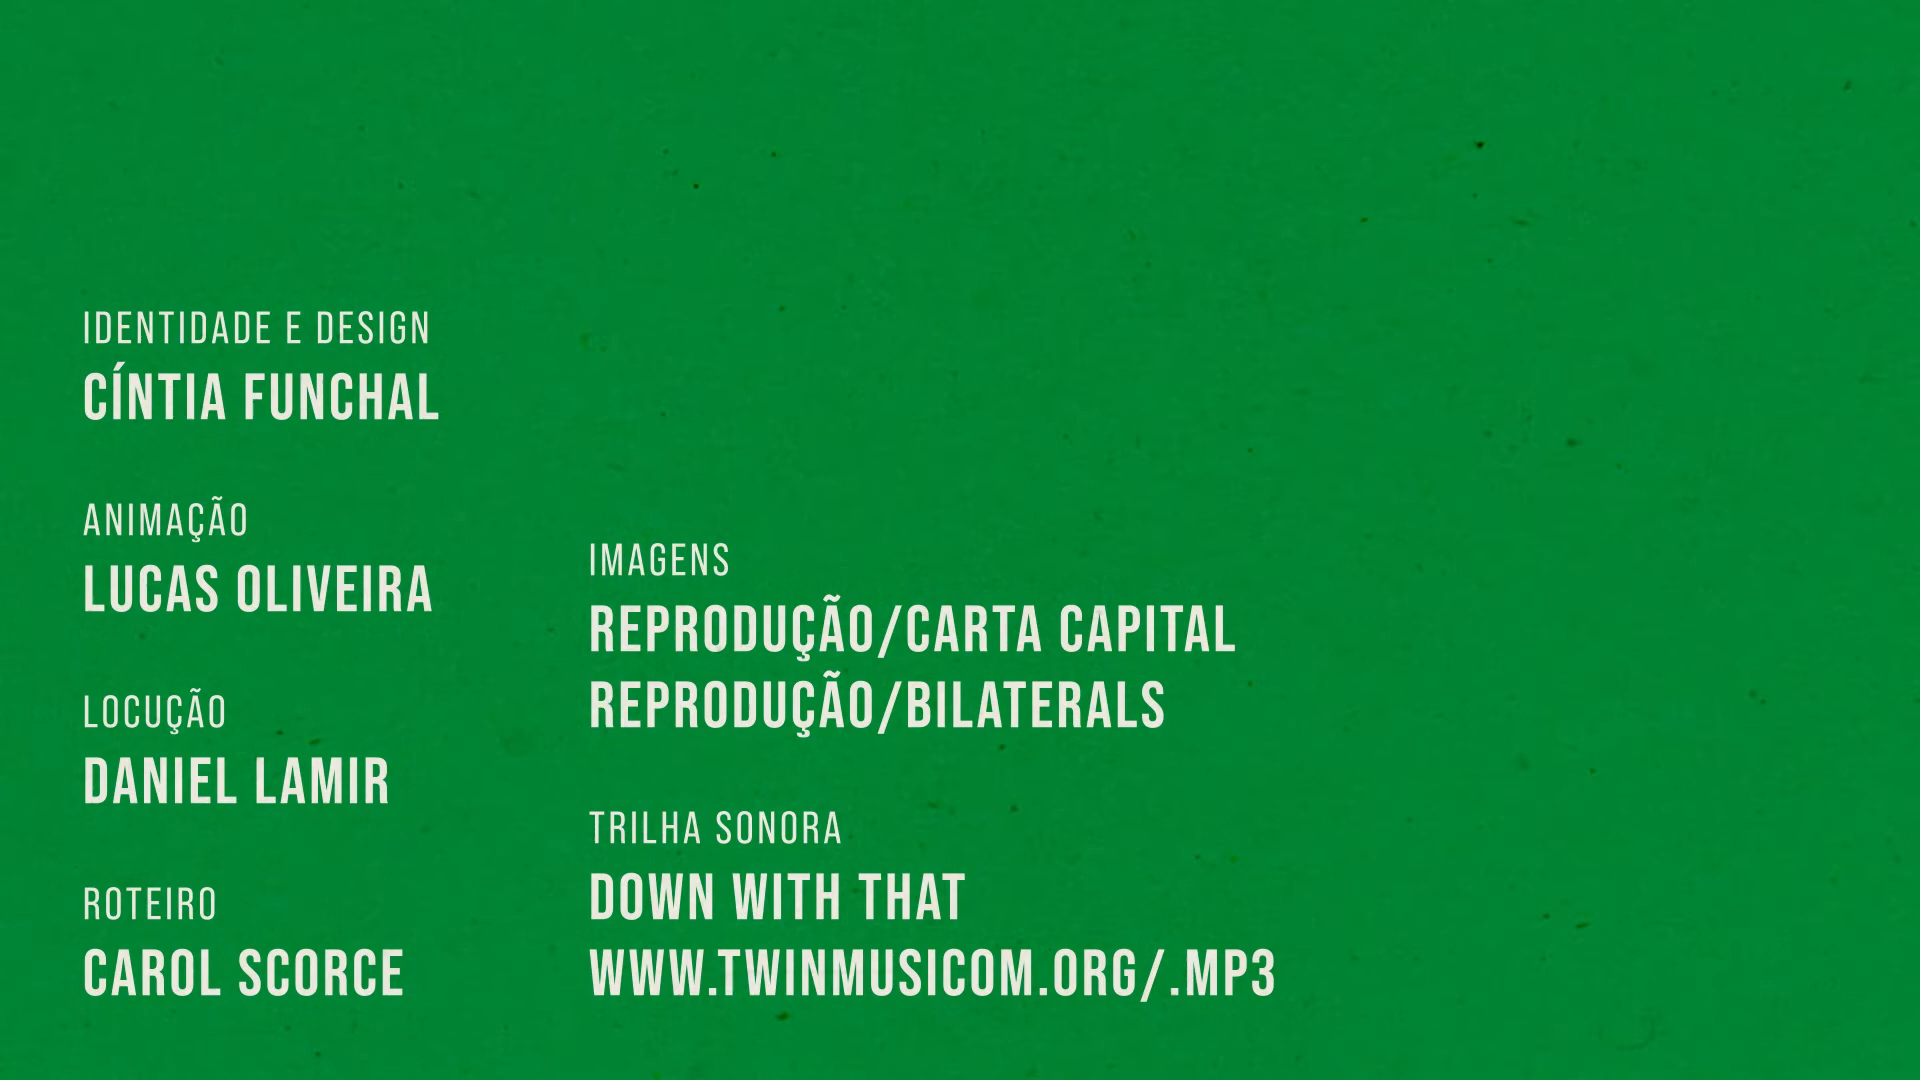 IDENTIDADE E DESIGN
CÍNTIA FUNCHAL
ANIMAÇÃO
LUCAS OLIVEIRA
LOCUÇÃO
DANIEL LAMIR
ROTEIRO
CAROL SCORCE
IMAGENS
REPRODUÇÃO/CARTA CAPITAL
REPRODUÇÃO/BILATERALS
TRILHA SONORA
DOWN WITH THAT
WWW.TWINMUSICOM.ORG/.MP3